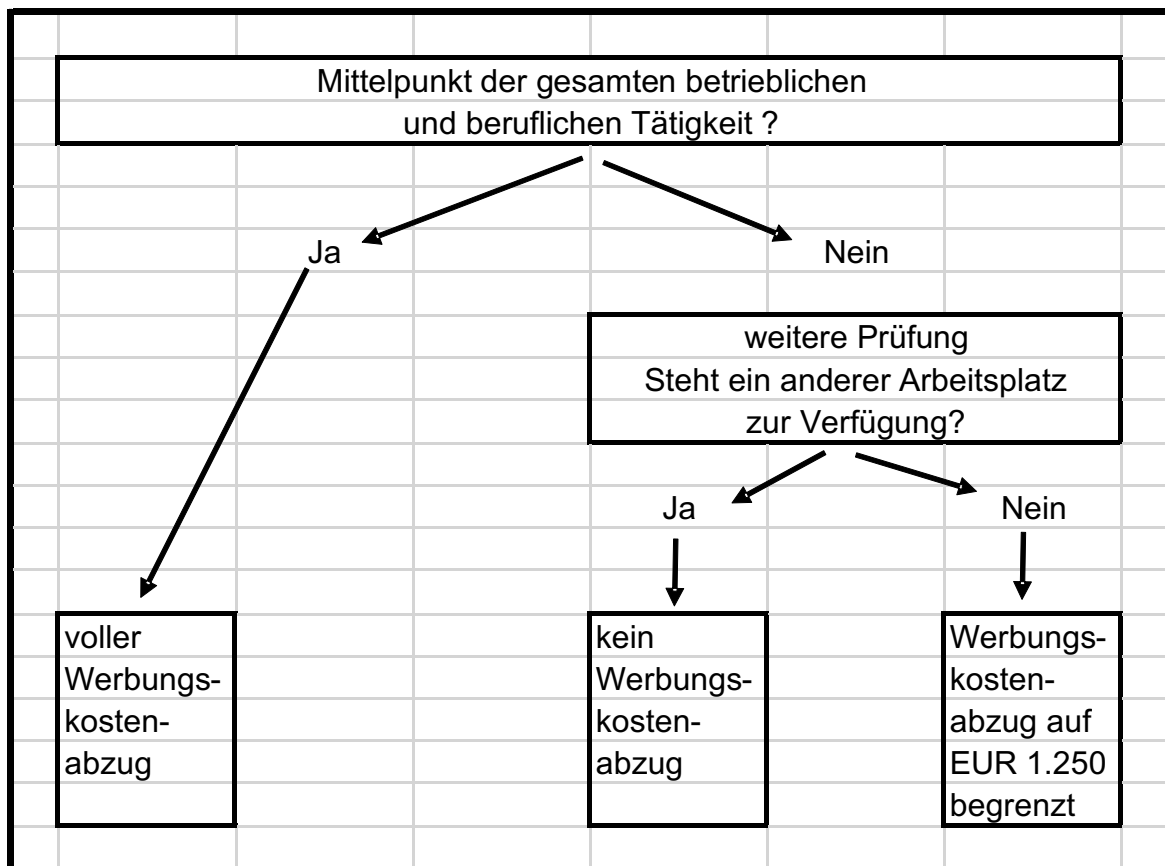 Mittelpunkt der gesamten betrieblichen
und beruflichen Tätigkeit ?
Ja
Nein
weitere Prüfung
Steht ein anderer Arbeitsplatz
zur Verfügung?
Ja
Nein
voller
Werbungs-
kosten-
abzug
kein
Werbungs-
kosten-
abzug
Werbungs-
kosten-
abzug auf
EUR 1.250
begrenzt